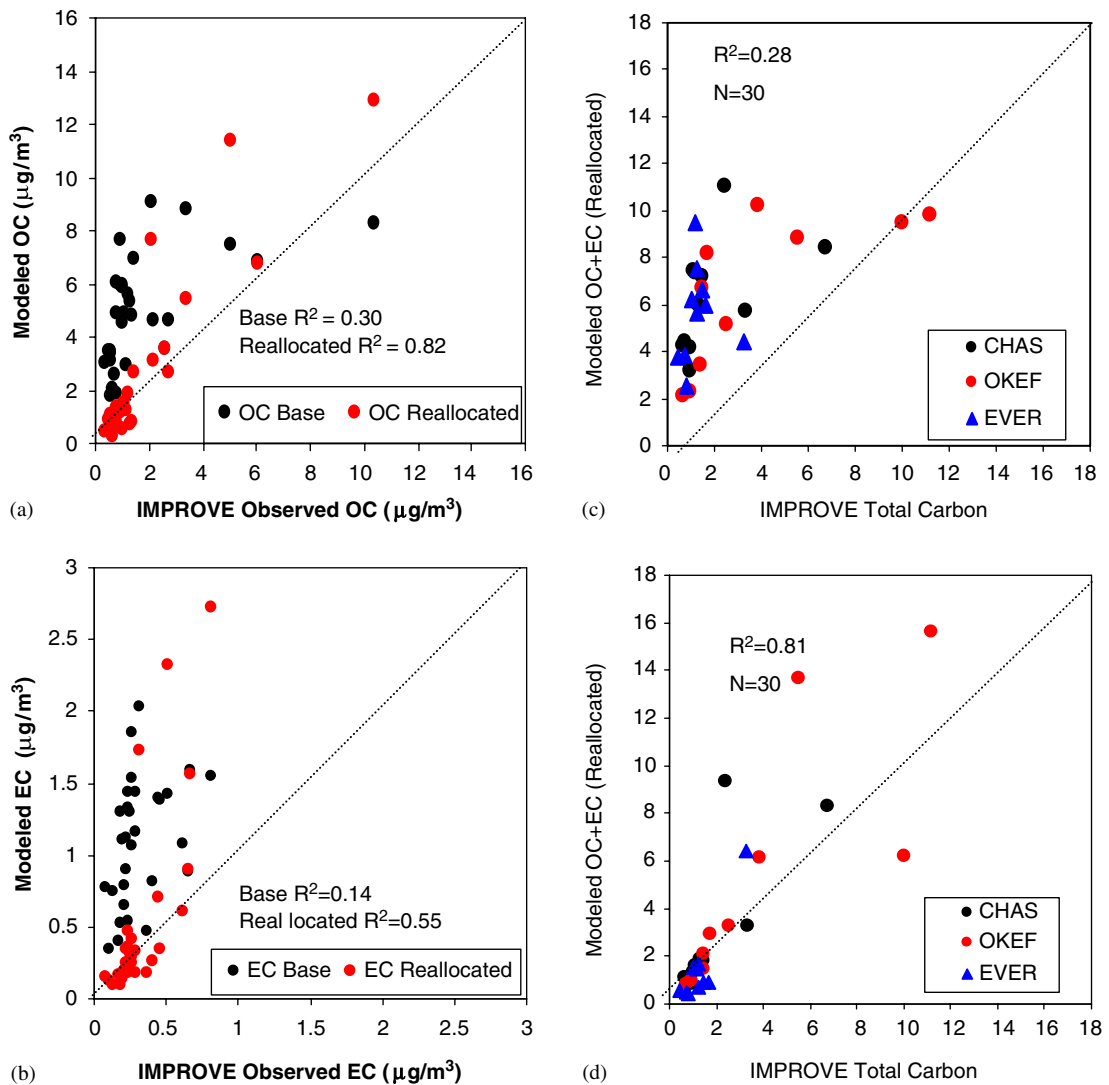 16
14
12
10
8
6
4
2
0
Modeled OC (μg/m³)
Base R² = 0.30
Reallocated R² = 0.82
OC Base OC Reallocated
0 2 4 6 8 10 12 14 16
(a) IMPROVE Observed OC (μg/m³)
18
16
14
12
10
8
6
4
2
0
Modeled OC+EC (Reallocated)
R²=0.28
N=30
CHAS
OKEF
EVER
0 2 4 6 8 10 12 14 16 18
(c) IMPROVE Total Carbon
3
2.5
2
1.5
1
0.5
0
Modeled EC (μg/m³)
Base R²=0.14
Real located R²=0.55
EC Base EC Reallocated
0 0.5 1 1.5 2 2.5 3
(b) IMPROVE Observed EC (μg/m³)
18
16
14
12
10
8
6
4
2
0
Modeled OC+EC (Reallocated)
R²=0.81
N=30
CHAS
OKEF
EVER
0 2 4 6 8 10 12 14 16 18
(d) IMPROVE Total Carbon